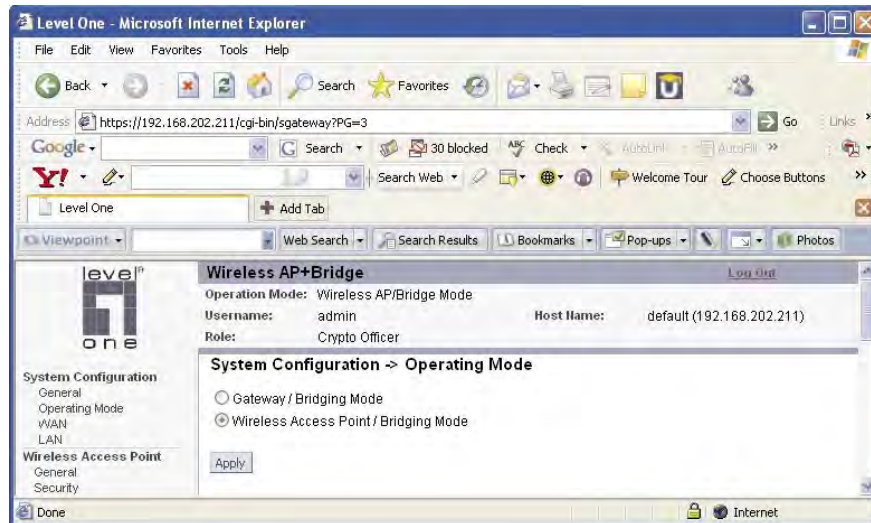 Level One - Microsoft Internet Explorer
File Edit View Favorites Tools Help
Back Search Favorites
Address https://192.168.202.211/cgi-bin/sgateway?PG=3 Go Links »
Google G Search 30 blocked ABC Check AutoLink AutoFill »
Y! Search Web Welcome Tour Choose Buttons »
Level One Add Tab
Viewpoint Web Search Search Results Bookmarks Pop-ups Photos
level one
Wireless AP+Bridge Log Out
Operation Mode: Wireless AP/Bridge Mode
Username: admin Host Name: default (192.168.202.211)
Role: Crypto Officer
System Configuration -> Operating Mode
Gateway / Bridging Mode
Wireless Access Point / Bridging Mode
Apply
System Configuration
General
Operating Mode
WAN
LAN
Wireless Access Point
General
Security
Done Internet